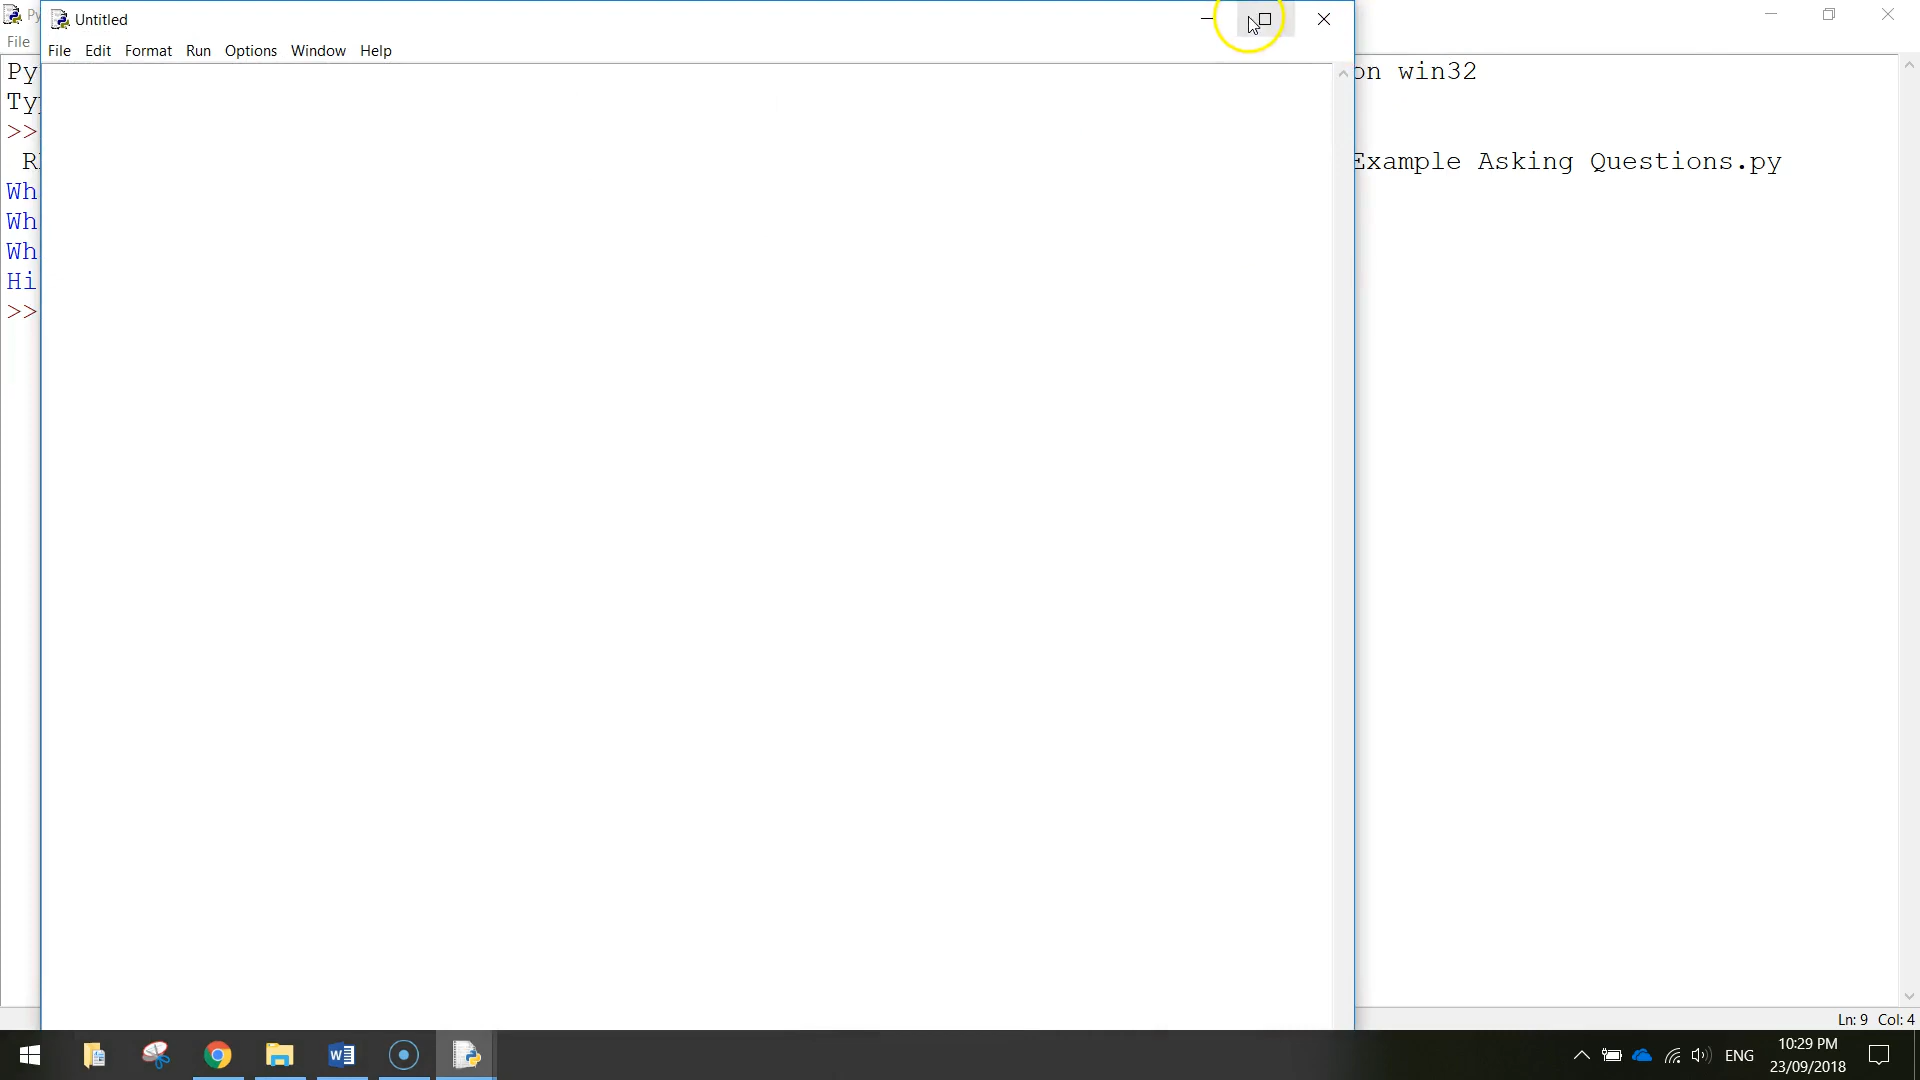 Untitled
File Edit Format Run Options Window Help
Py
File
Py on win32
Ty
>>
R Example Asking Questions.py
Wh
Wh
Wh
Hi
>>
Ln: 9 Col: 4
ENG
10:29 PM
23/09/2018